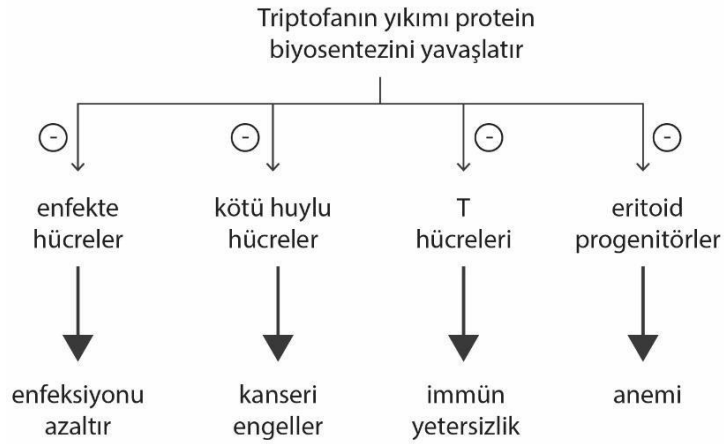 Triptofanın yıkımı protein
biyosentezini yavaşlatır
- - - -
enfekte
hücreler
kötü huylu
hücreler
T
hücreleri
eritoid
progenitörler
enfeksiyonu
azaltır
kanseri
engeller
immün
yetersizlik
anemi